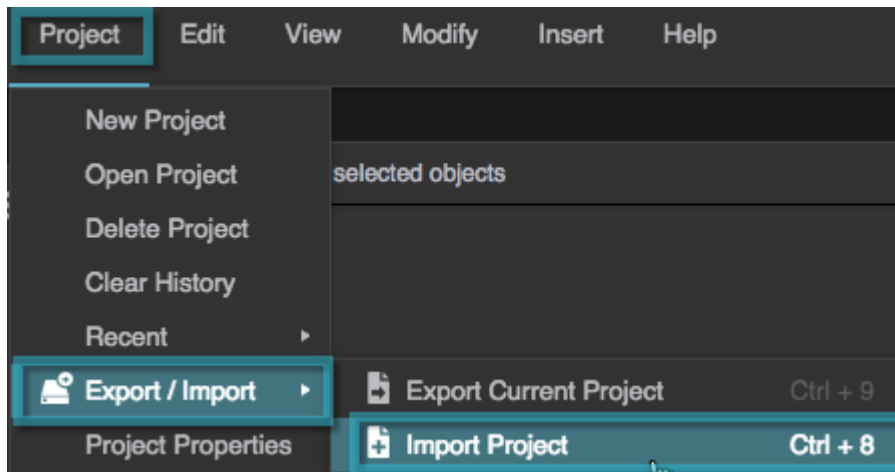 Project Edit View Modify Insert Help
New Project
Open Project
selected objects
Delete Project
Clear History
Recent
Export / Import
Export Current Project Ctrl + 9
Project Properties
Import Project Ctrl + 8